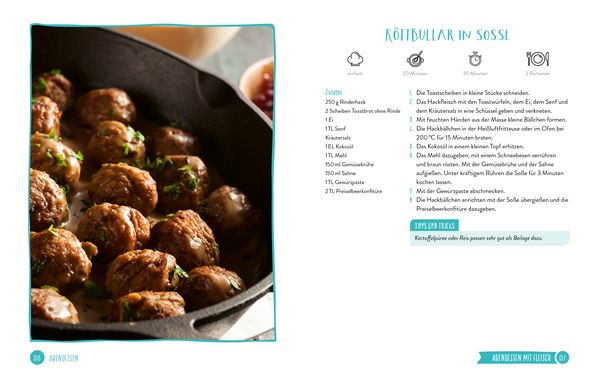 KÖTTBULLAR IN SOSSE
einfach
20 Minuten
35 Minuten
2 Portionen
Zutaten
250 g Rinderhack
2 Scheiben Toastbrot ohne Rinde
1 Ei
1 TL Senf
Kräutersalz
1 EL Kokosöl
1 TL Mehl
150 ml Gemüsebrühe
150 ml Sahne
1 TL Gewürzpaste
2 TL Preiselbeerkonfitüre
1 Die Toastscheiben in kleine Stücke schneiden.
2 Das Hackfleisch mit den Toastwürfeln, dem Ei, dem Senf und
dem Kräutersalz in eine Schüssel geben und verkneten.
3 Mit feuchten Händen aus der Masse kleine Bällchen formen.
4 Die Hackbällchen in der Heißluftfritteuse oder im Ofen bei
200 °C für 15 Minuten braten.
5 Das Kokosöl in einem kleinen Topf erhitzen.
6 Das Mehl dazugeben, mit einem Schneebesen verrühren
und braun rösten. Mit der Gemüsebrühe und der Sahne
aufgießen. Unter kräftigem Rühren die Soße für 3 Minuten
kochen lassen.
7 Mit der Gewürzpaste abschmecken.
8 Die Hackbällchen anrichten mit der Soße übergießen und die
Preiselbeerkonfitüre dazugeben.
TIPPS UND TRICKS
Kartoffelpüree oder Reis passen sehr gut als Beilage dazu.
106 ABENDESSEN
ABENDESSEN MIT FLEISCH 107